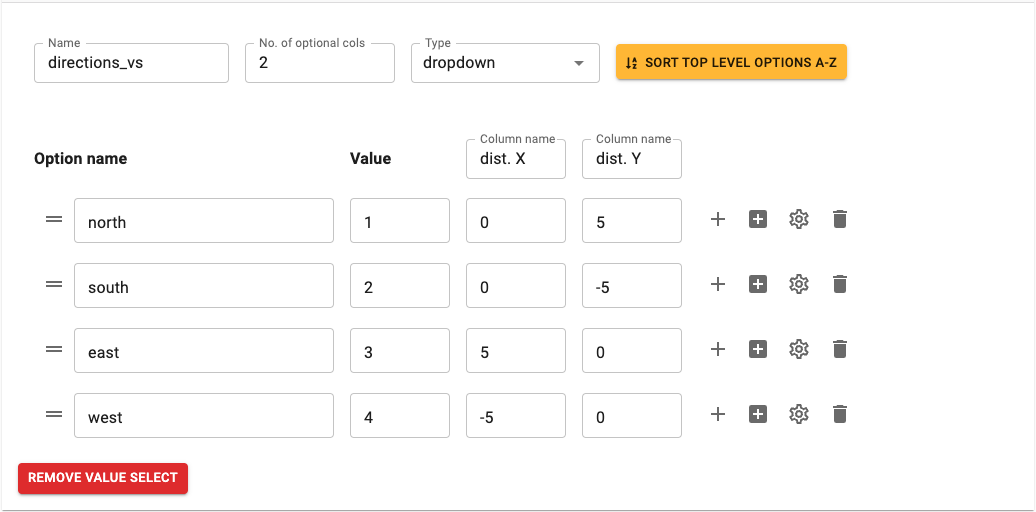 Name No. of optional cols Type
directions_vs 2 dropdown SORT TOP LEVEL OPTIONS A-Z
Column name Column name
Option name Value dist. X dist. Y
north 1 0 5
south 2 0 -5
east 3 5 0
west 4 -5 0
REMOVE VALUE SELECT